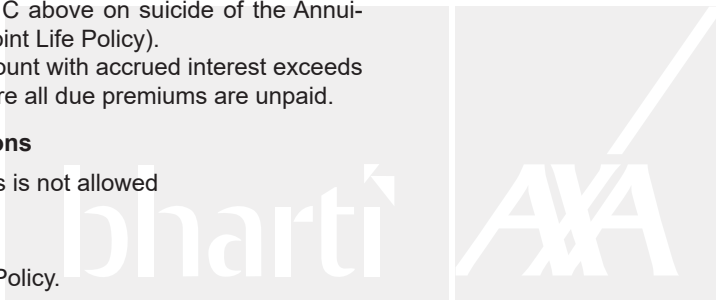 C above on suicide of the Annui-
oint Life Policy).
ount with accrued interest exceeds
re all due premiums are unpaid.
ons
s is not allowed
Policy.
bharti AXA